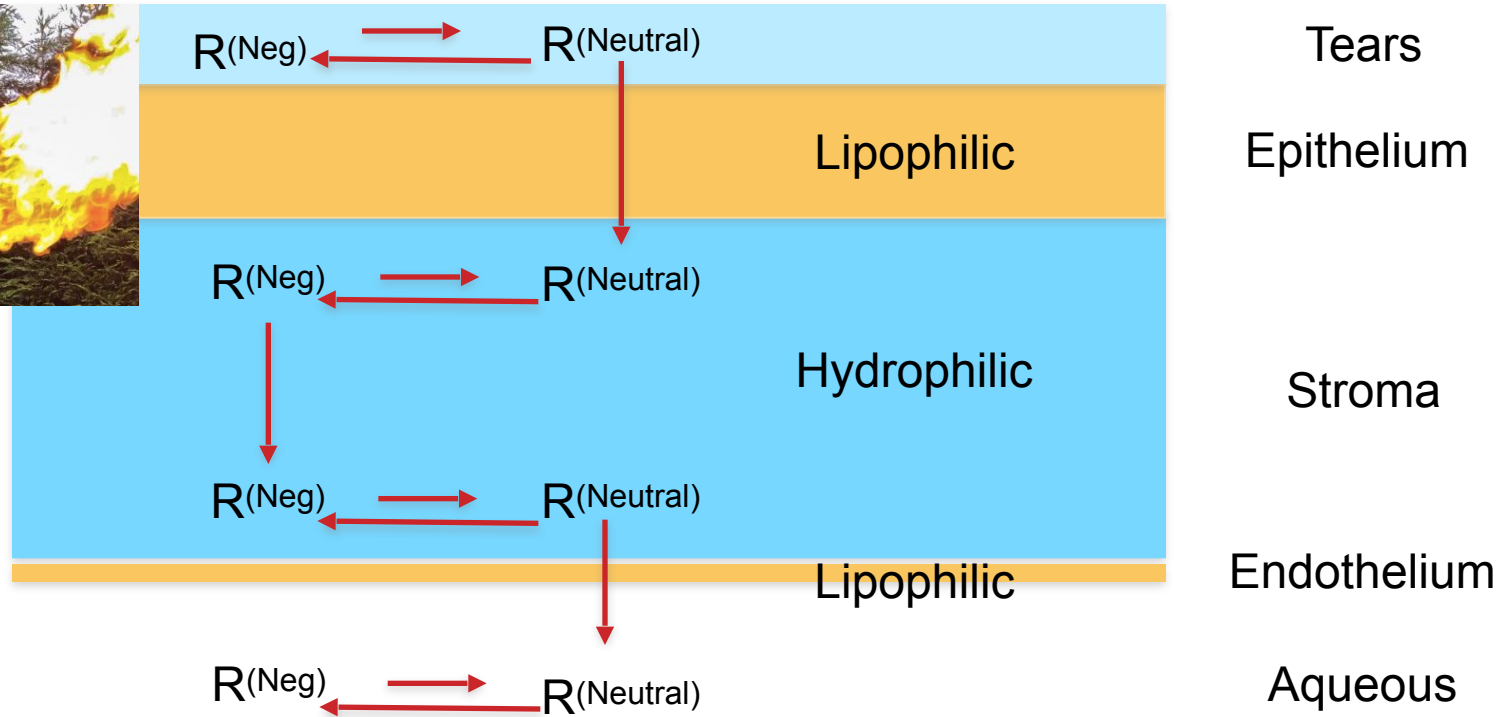 R(Neg) R(Neutral) Tears
Lipophilic Epithelium
R(Neg) R(Neutral)
Hydrophilic Stroma
R(Neg) R(Neutral)
Lipophilic Endothelium
R(Neg) R(Neutral) Aqueous